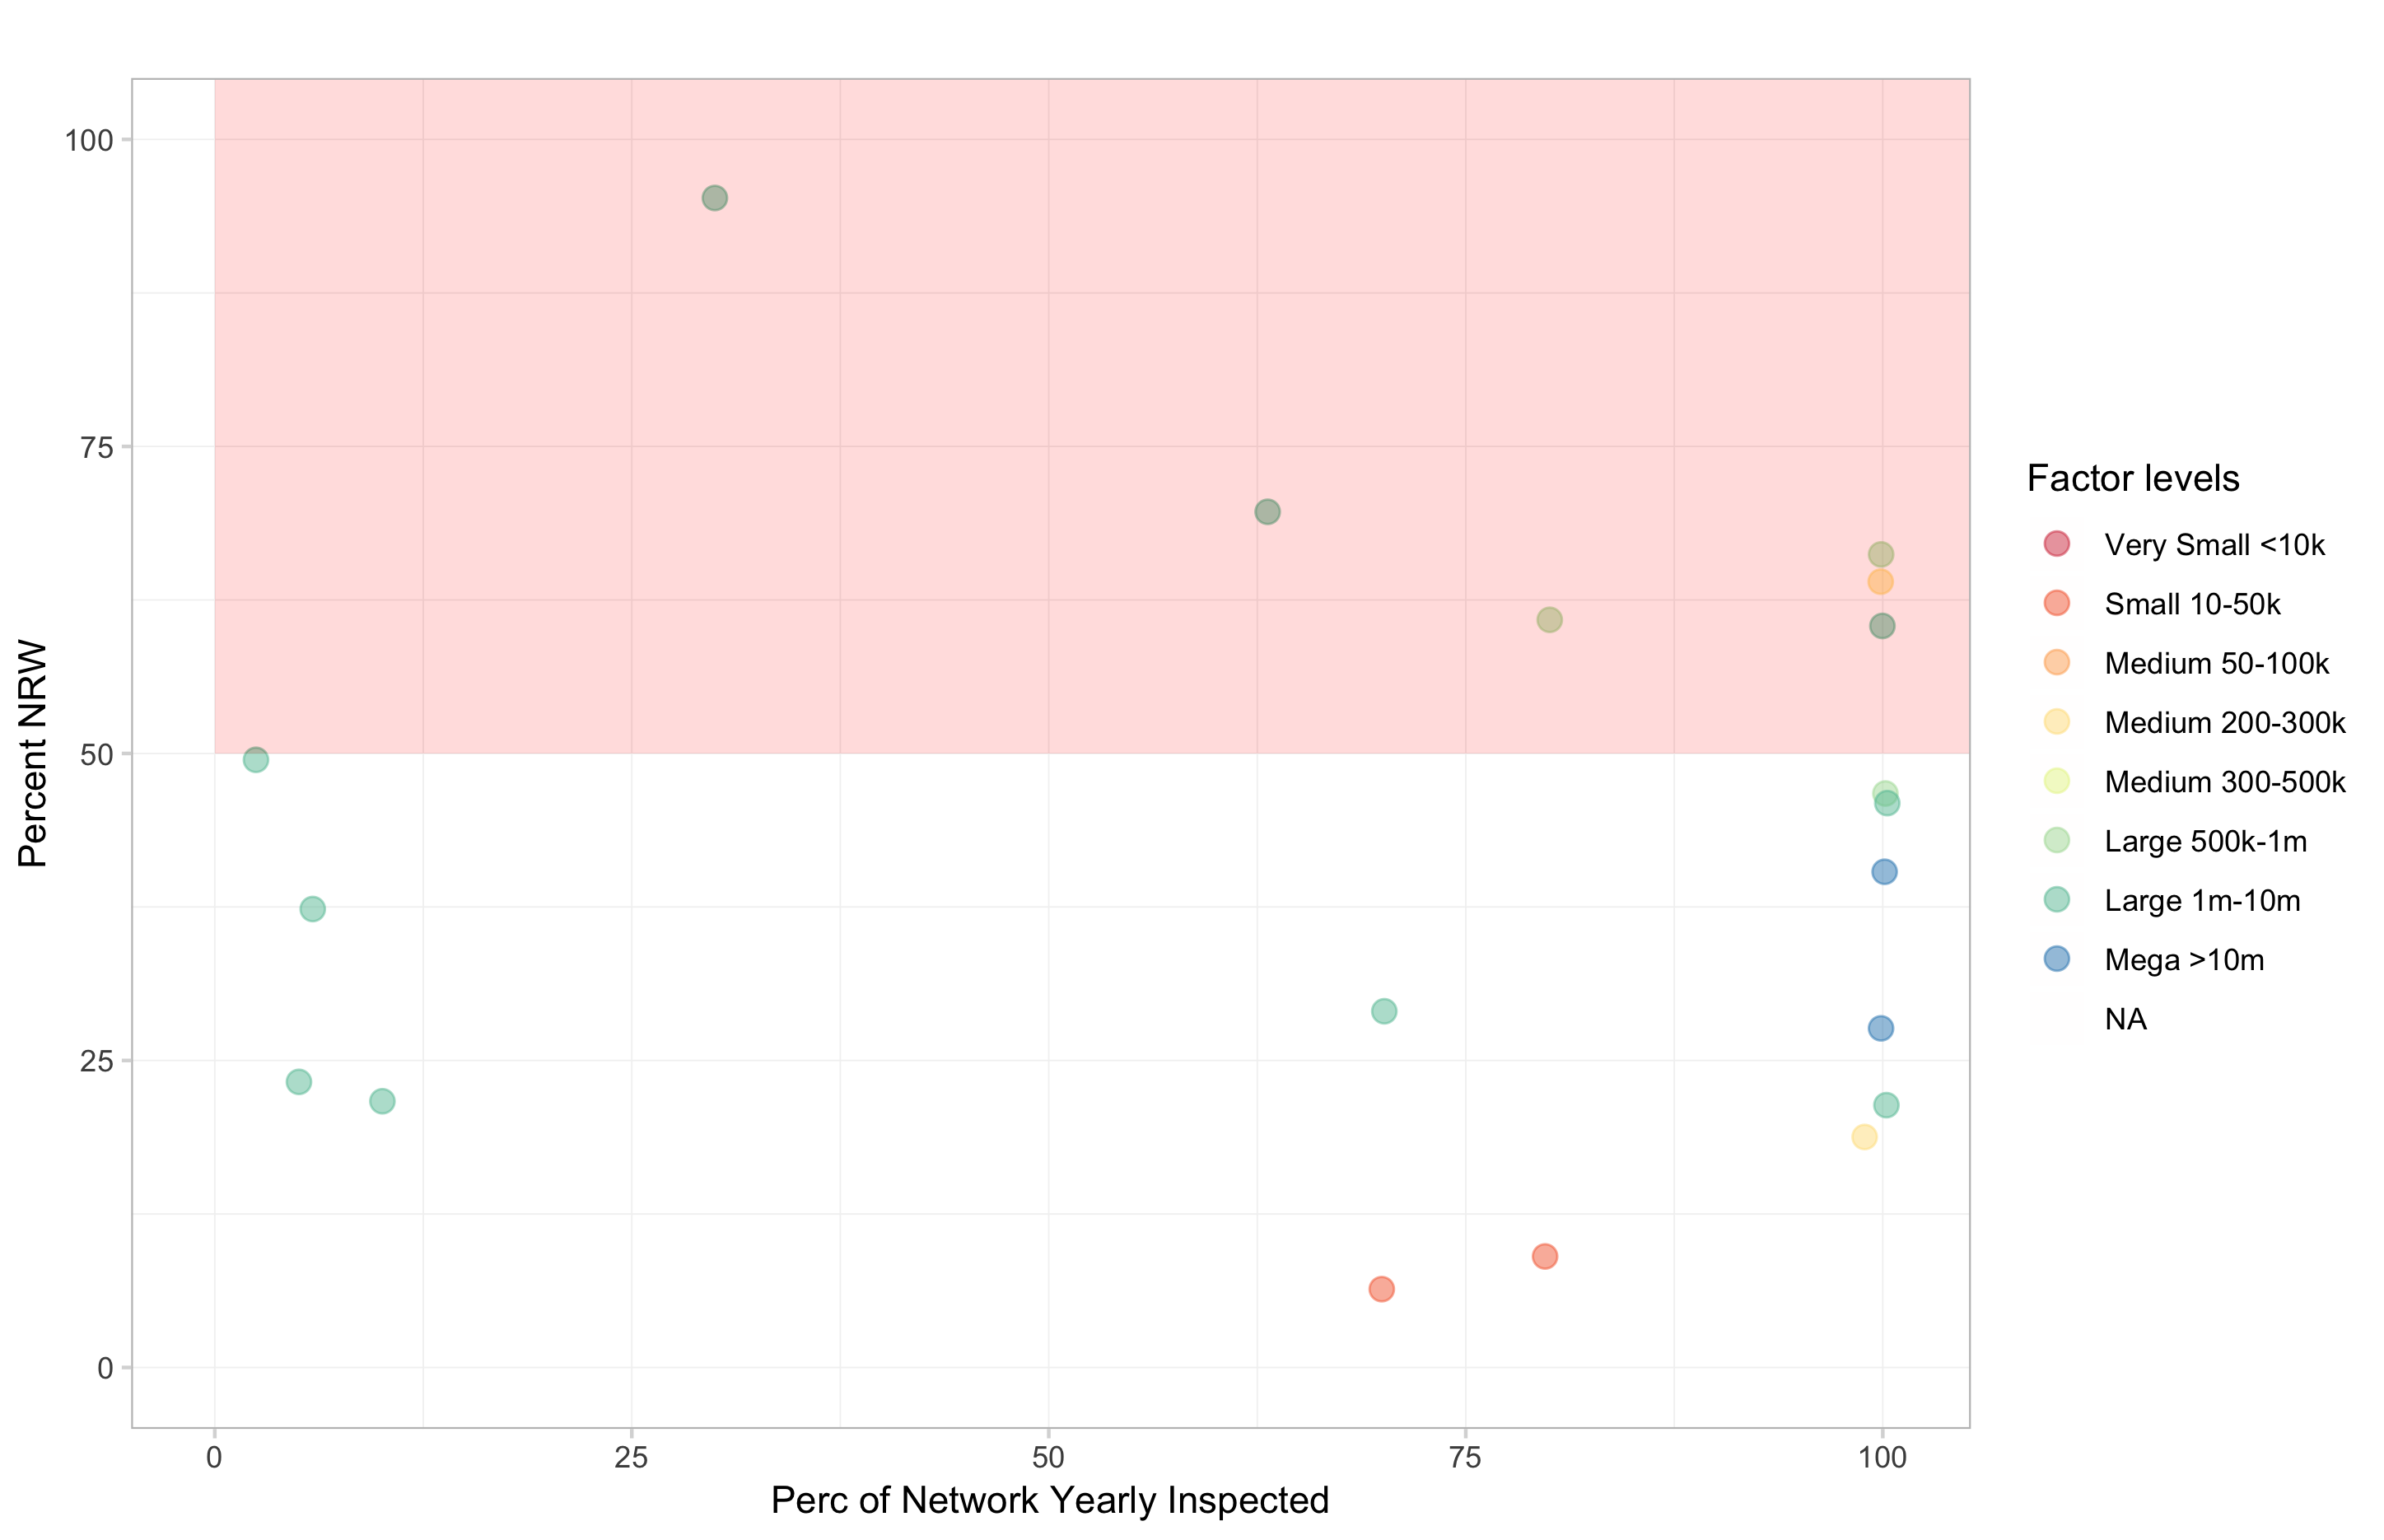 100
75
50
25
0
Percent NRW
0 25 50 75 100
Perc of Network Yearly Inspected
Factor levels
Very Small <10k
Small 10-50k
Medium 50-100k
Medium 200-300k
Medium 300-500k
Large 500k-1m
Large 1m-10m
Mega >10m
NA